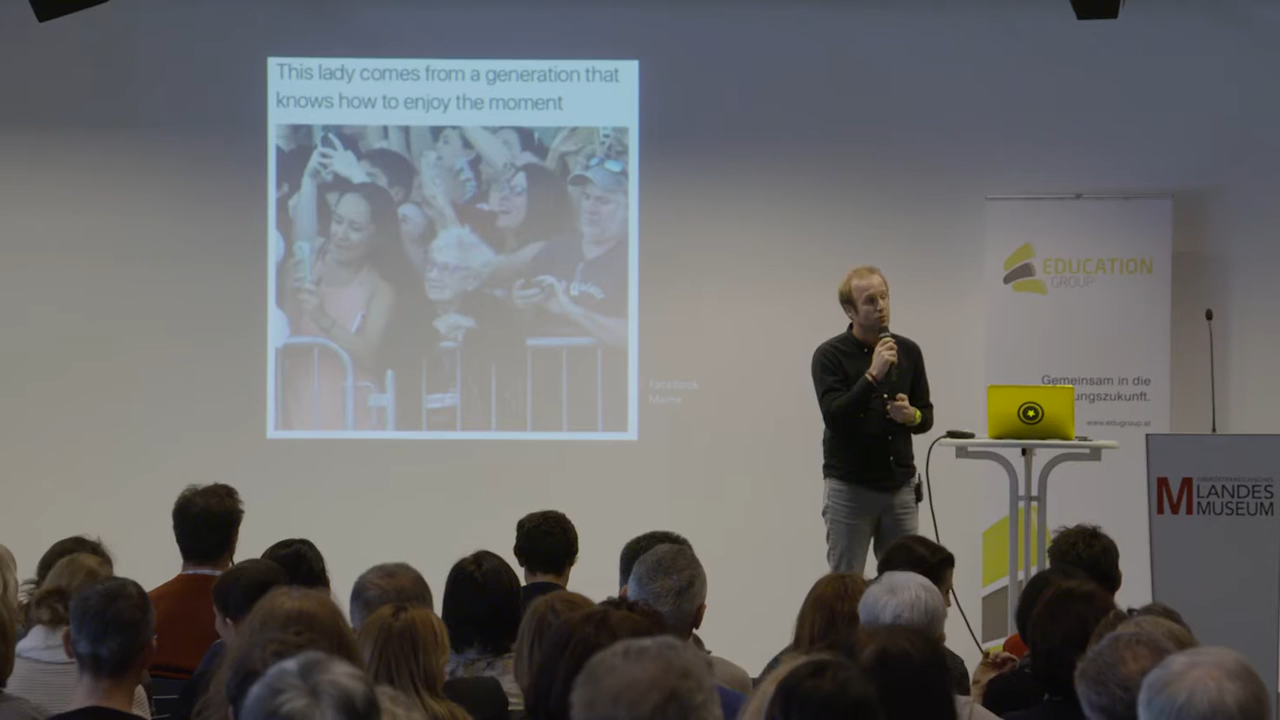 This lady comes from a generation that
knows how to enjoy the moment
Facebook
Meme
EDUCATION
GROUP
Gemeinsam in die
ungszukunft.
www.edugroup.at
M
LANDES
MUSEUM